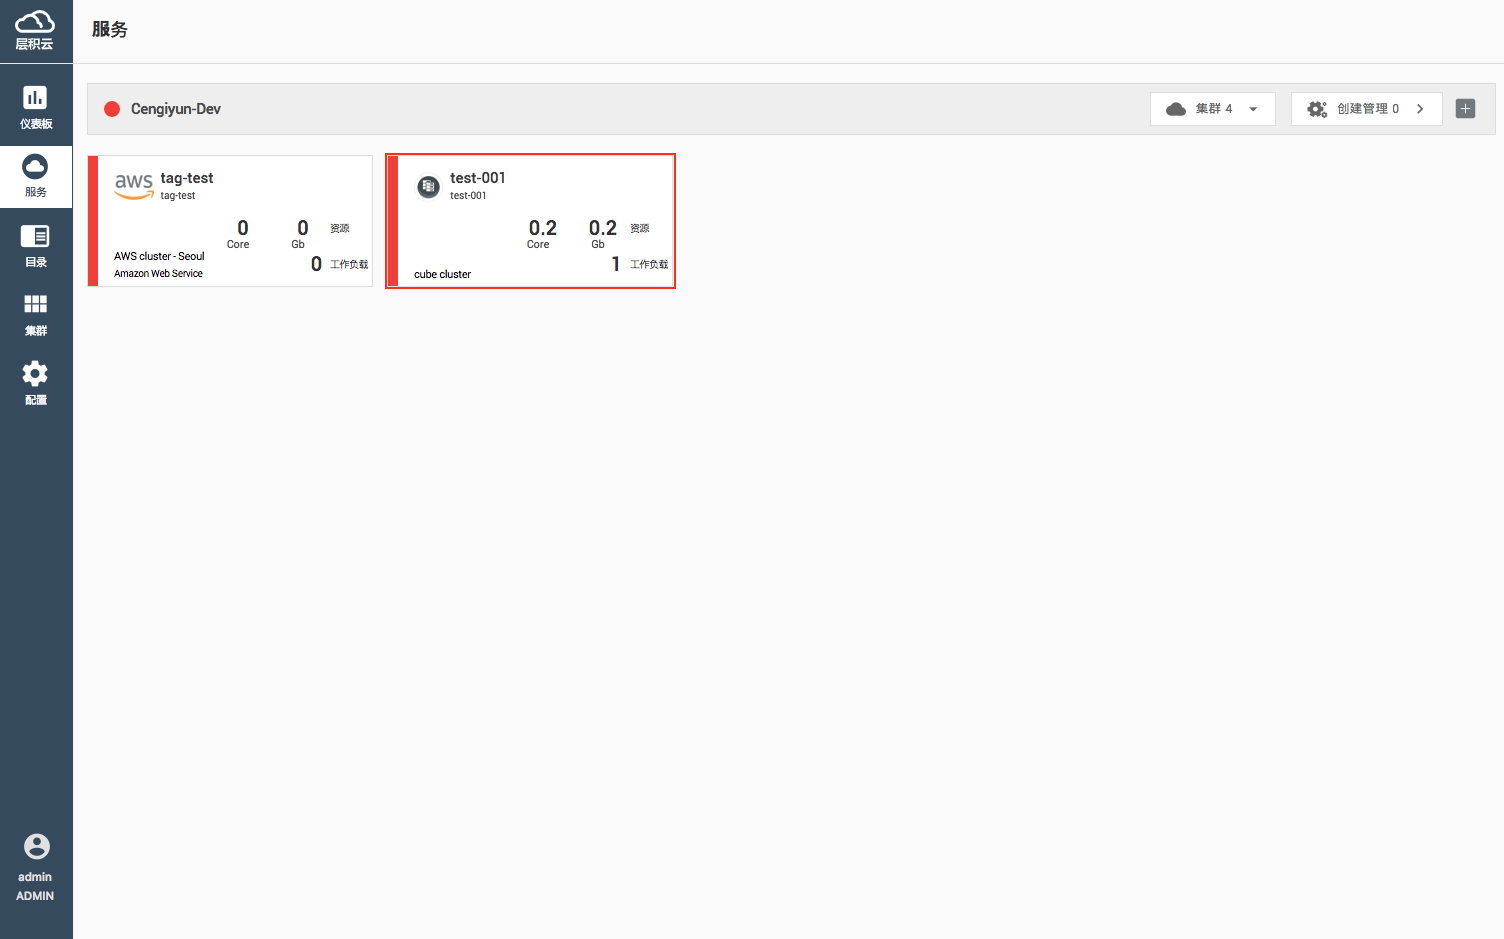 层积云
服务
仪表板
服务
目录
集群
配置
admin
ADMIN
Cengiyun-Dev
集群 4
创建管理 0
aws
tag-test
tag-test
0 Core
0 Gb
资源
0 工作负载
AWS cluster - Seoul
Amazon Web Service
test-001
test-001
0.2 Core
0.2 Gb
资源
1 工作负载
cube cluster